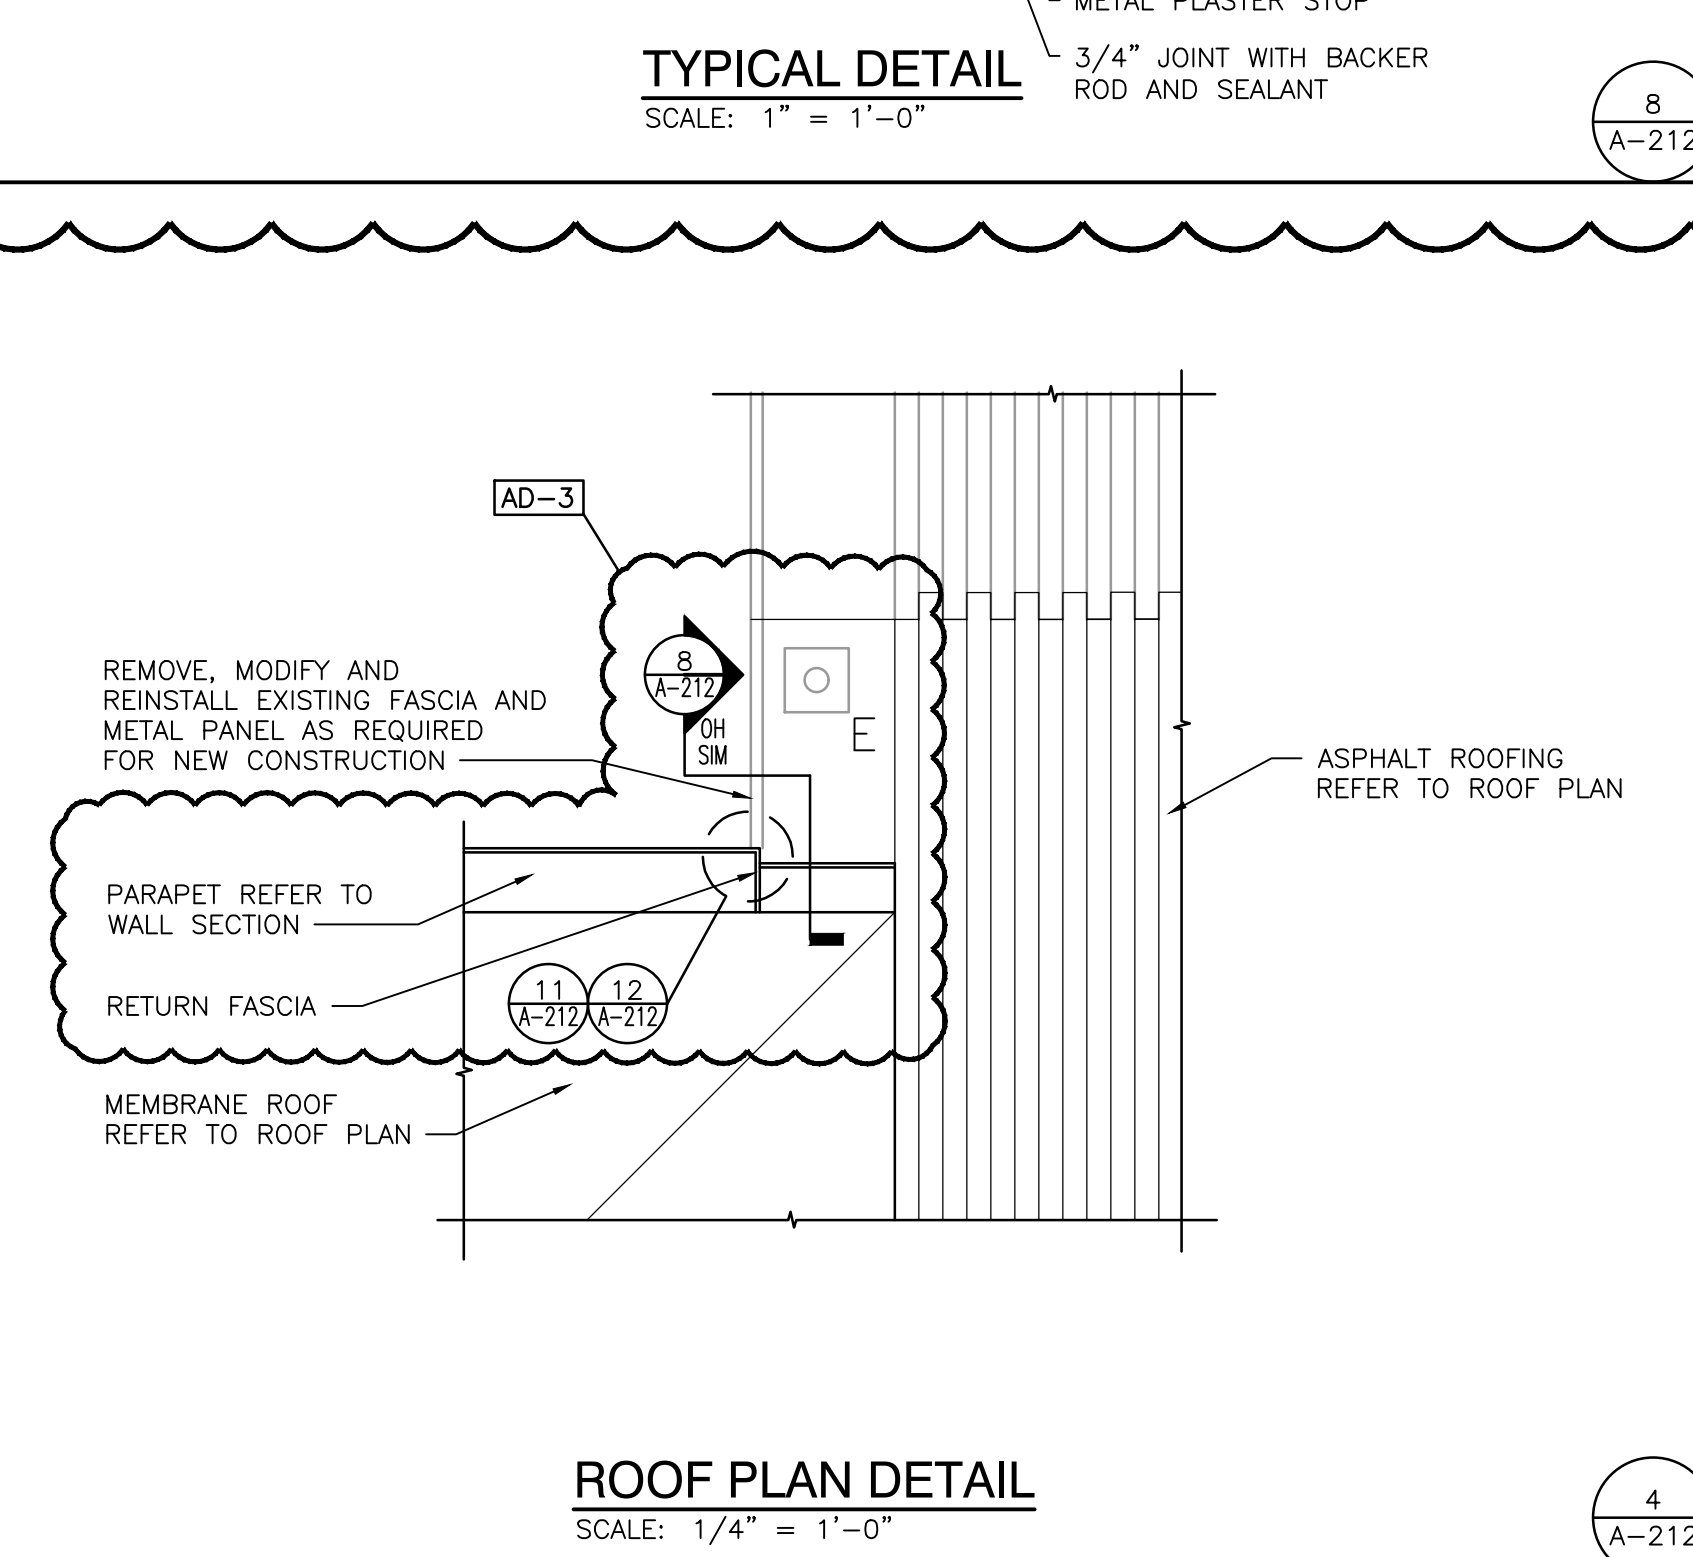 METAL PLASTER STOP
3/4" JOINT WITH BACKER
ROD AND SEALANT
TYPICAL DETAIL
SCALE: 1" = 1'-0"
8
A-212
AD-3
REMOVE, MODIFY AND
REINSTALL EXISTING FASCIA AND
METAL PANEL AS REQUIRED
FOR NEW CONSTRUCTION
8
A-212
OH
SIM
E
ASPHALT ROOFING
REFER TO ROOF PLAN
PARAPET REFER TO
WALL SECTION
RETURN FASCIA
11
A-212
12
A-212
MEMBRANE ROOF
REFER TO ROOF PLAN
ROOF PLAN DETAIL
SCALE: 1/4" = 1'-0"
4
A-212